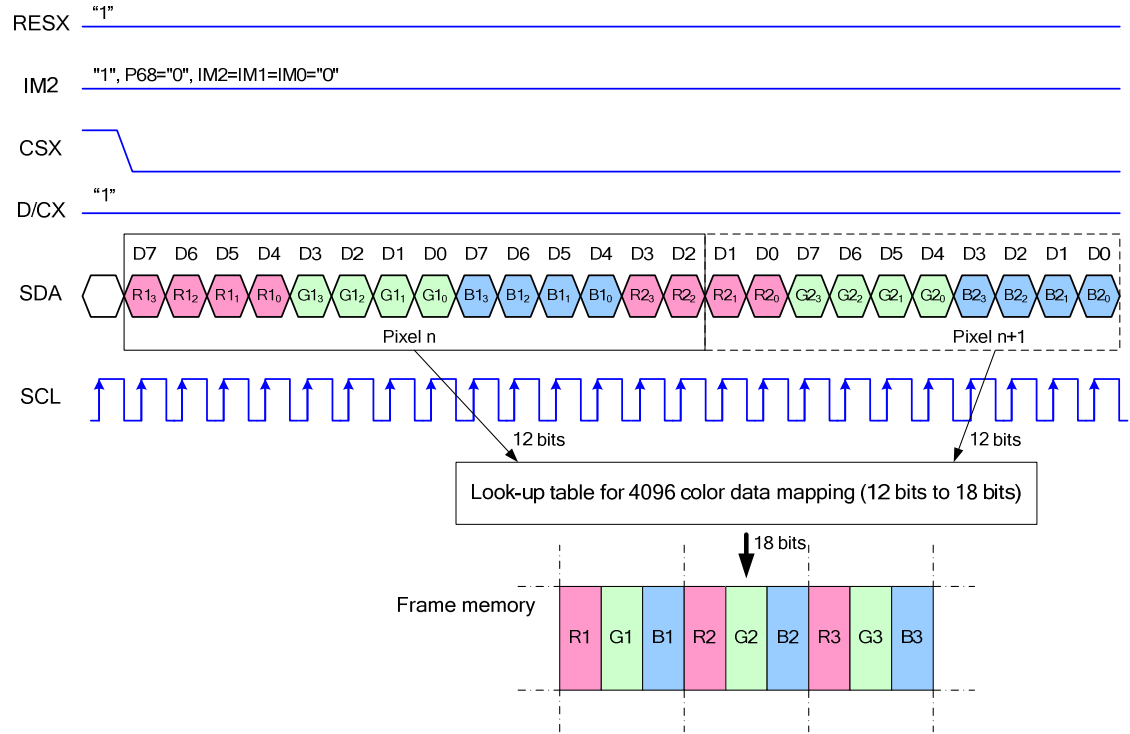 RESX “1”
IM2 "1", P68="0", IM2=IM1=IM0="0"
CSX
D/CX “1”
D7 D6 D5 D4 D3 D2 D1 D0 D7 D6 D5 D4 D3 D2 D1 D0 D7 D6 D5 D4 D3 D2 D1 D0
SDA R1₃ R1₂ R1₁ R1₀ G1₃ G1₂ G1₁ G1₀ B1₃ B1₂ B1₁ B1₀ R2₃ R2₂ R2₁ R2₀ G2₃ G2₂ G2₁ G2₀ B2₃ B2₂ B2₁ B2₀
Pixel n Pixel n+1
SCL
12 bits 12 bits
Look-up table for 4096 color data mapping (12 bits to 18 bits)
18 bits
Frame memory
R1 G1 B1 R2 G2 B2 R3 G3 B3